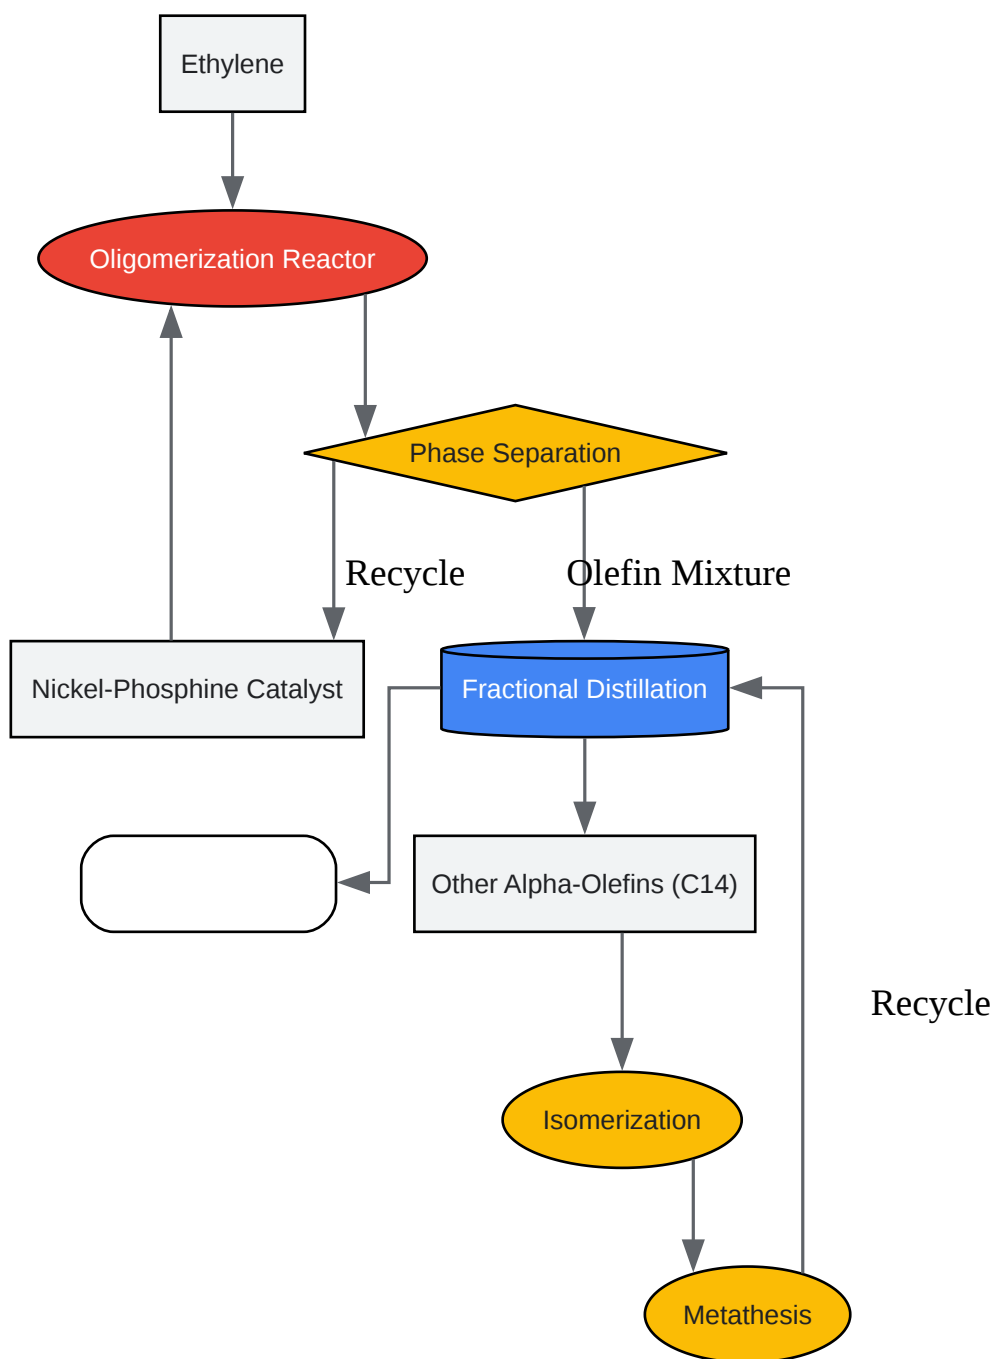 Ethylene
Oligomerization Reactor
Phase Separation
Recycle
Olefin Mixture
Nickel-Phosphine Catalyst
Fractional Distillation
Other Alpha-Olefins (C14)
Recycle
Isomerization
Metathesis